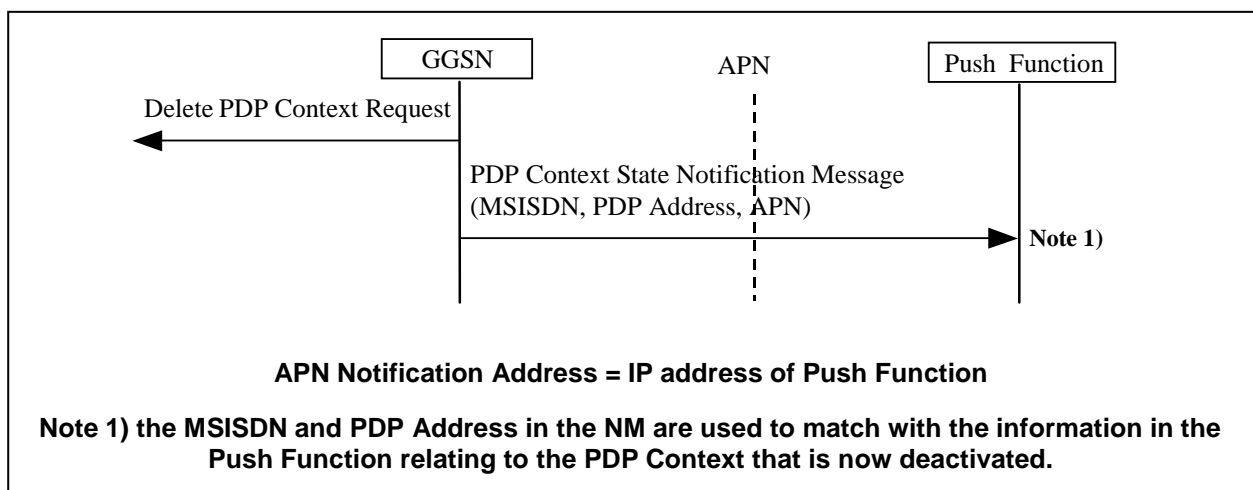 GGSN
APN
Push Function
Delete PDP Context Request
PDP Context State Notification Message
(MSISDN, PDP Address, APN)
Note 1)
APN Notification Address = IP address of Push Function
Note 1) the MSISDN and PDP Address in the NM are used to match with the information in the
Push Function relating to the PDP Context that is now deactivated.